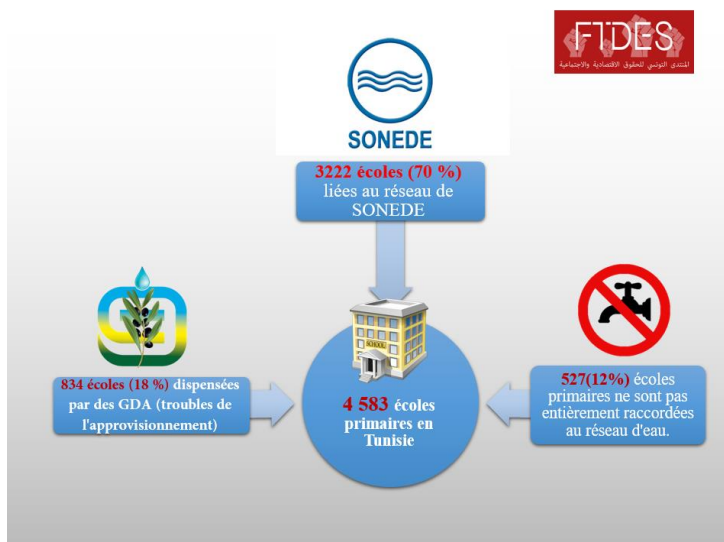 FTDES
المنتدى التونسي للحقوق الاقتصادية والاجتماعية
SONEDE
3222 écoles (70 %)
liées au réseau de
SONEDE
834 écoles (18 %) dispensées
par des GDA (troubles de
l'approvisionnement)
SCHOOL
4 583 écoles
primaires en
Tunisie
527(12%) écoles
primaires ne sont pas
entièrement raccordées
au réseau d'eau.